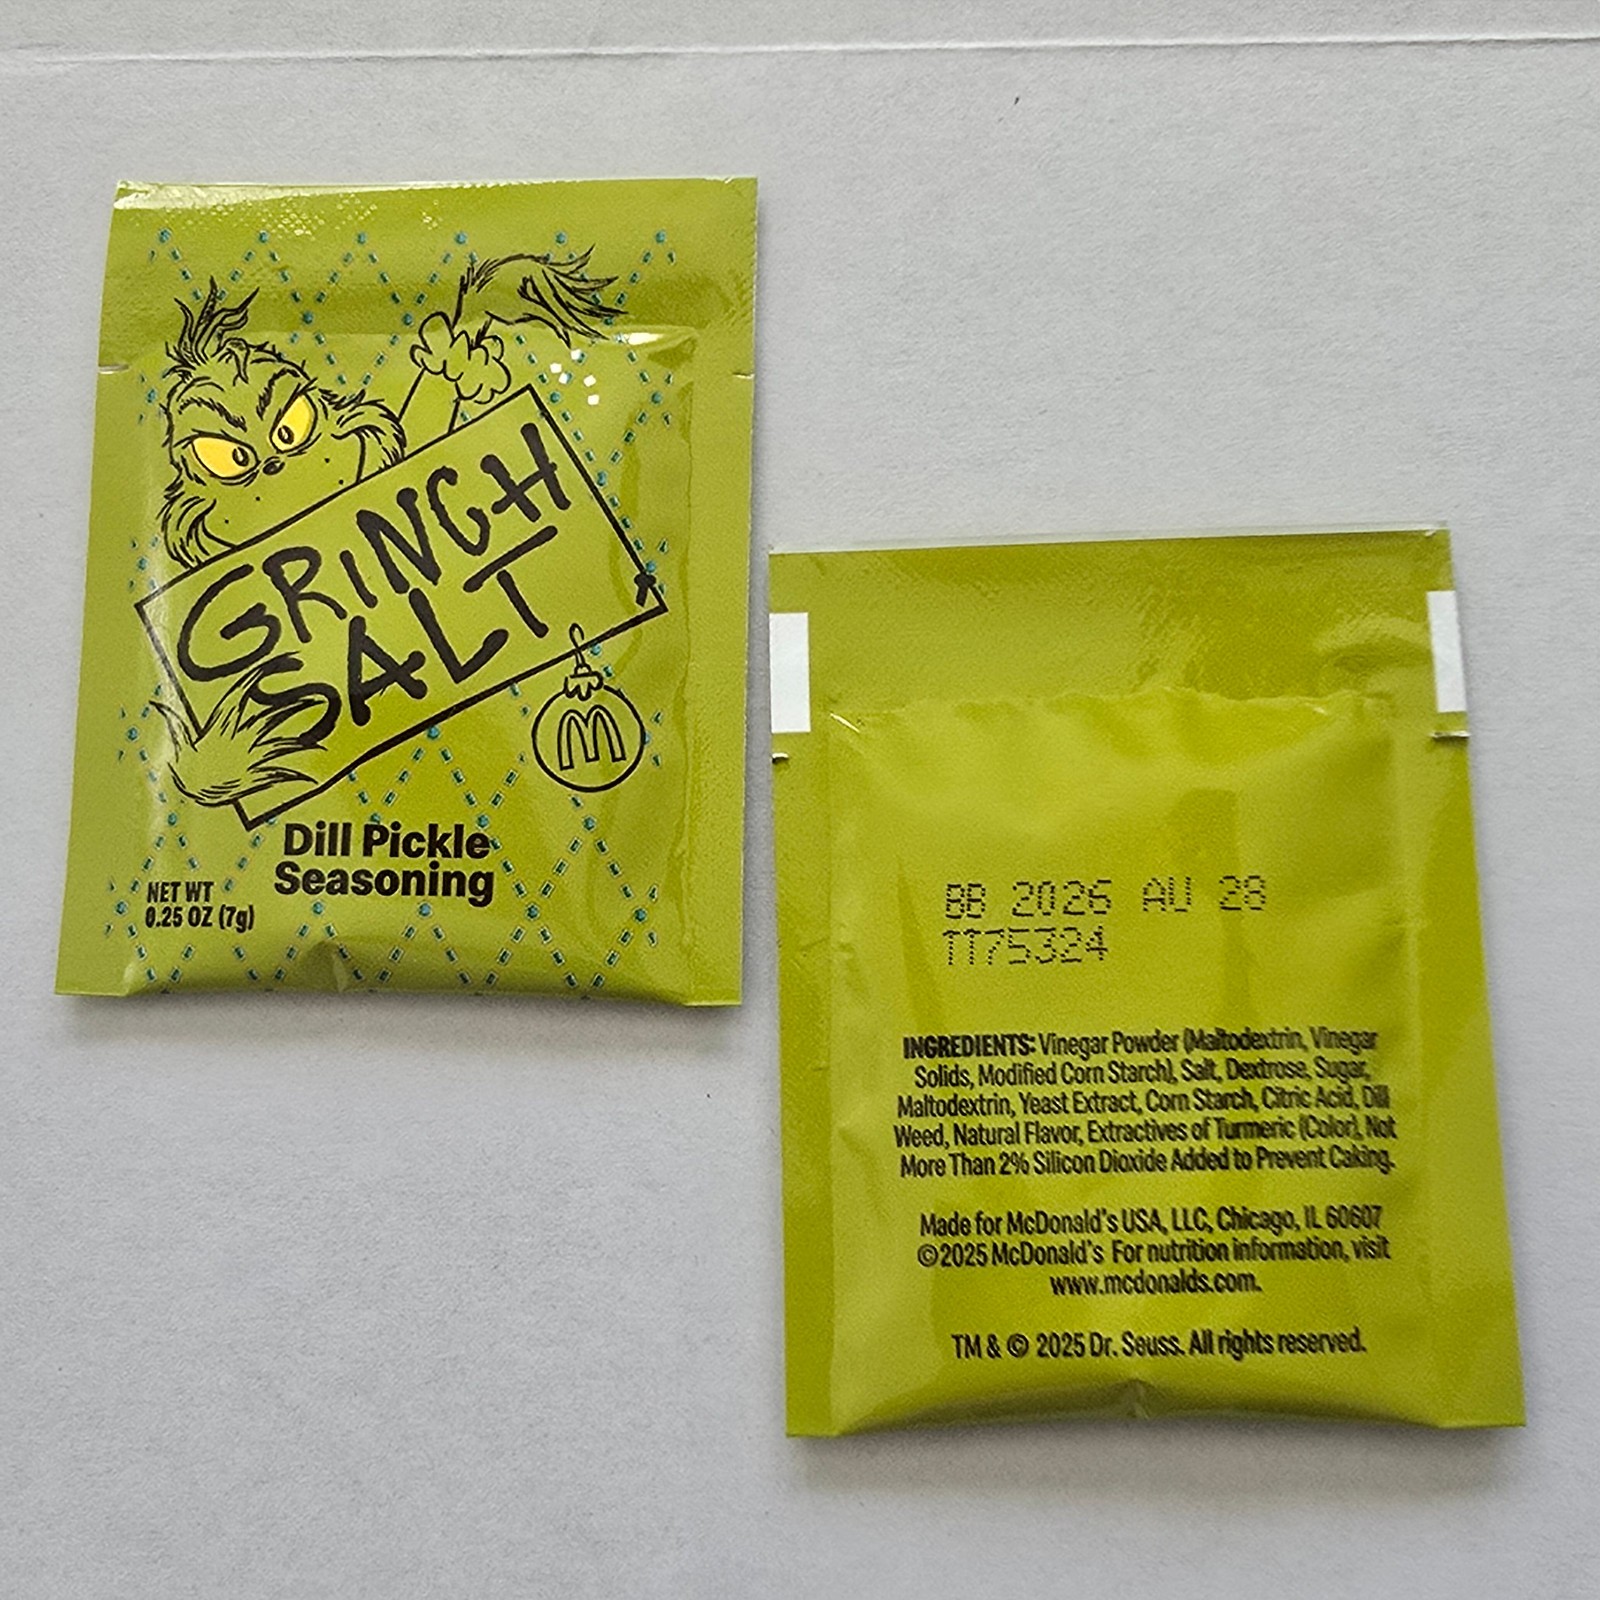 GRINCH
SALT
M
Dill Pickle
Seasoning
NET WT
0.25 OZ (7g)
BB 2026 AU 28
TT75324
INGREDIENTS: Vinegar Powder (Maltodextrin, Vinegar
Solids, Modified Corn Starch), Salt, Dextrose, Sugar,
Maltodextrin, Yeast Extract, Corn Starch, Citric Acid, Dill
Weed, Natural Flavor, Extractives of Turmeric (Color), Not
More Than 2% Silicon Dioxide Added to Prevent Caking.
Made for McDonald's USA, LLC, Chicago, IL 60607
©2025 McDonald's For nutrition information, visit
www.mcdonalds.com.
TM & © 2025 Dr. Seuss. All rights reserved.